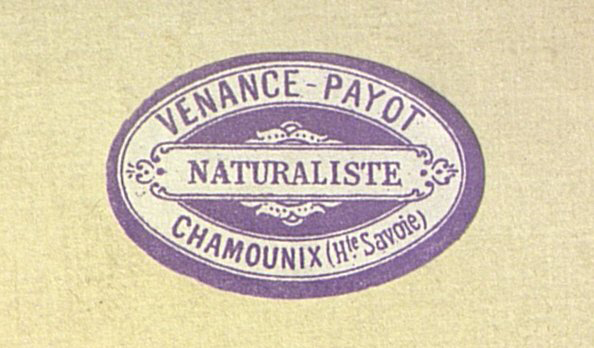 VENANCE-PAYOT
NATURALISTE
CHAMOUNIX (Hte Savoie)